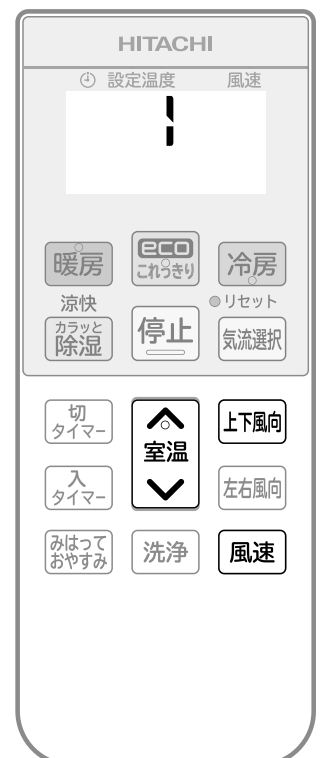 HITACHI
設定温度 風速
1
暖房 eco これっきり 冷房
涼快 リセット
カラッと
除湿 停止 気流選択
切
タイマー
室温
上下風向
入
タイマー
左右風向
みはって
おやすみ
洗浄
風速